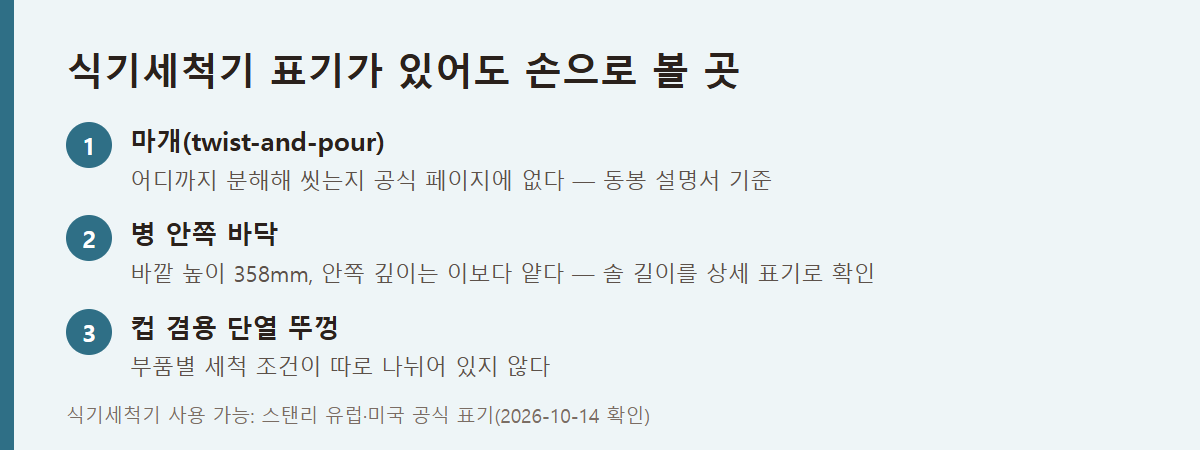 식기세척기 표기가 있어도 손으로 볼 곳
1 마개(twist-and-pour)
어디까지 분해해 씻는지 공식 페이지에 없다 — 동봉 설명서 기준
2 병 안쪽 바닥
바깥 높이 358mm, 안쪽 깊이는 이보다 얕다 — 솔 길이를 상세 표기로 확인
3 컵 겸용 단열 뚜껑
부품별 세척 조건이 따로 나뉘어 있지 않다
식기세척기 사용 가능: 스탠리 유럽·미국 공식 표기(2026-10-14 확인)